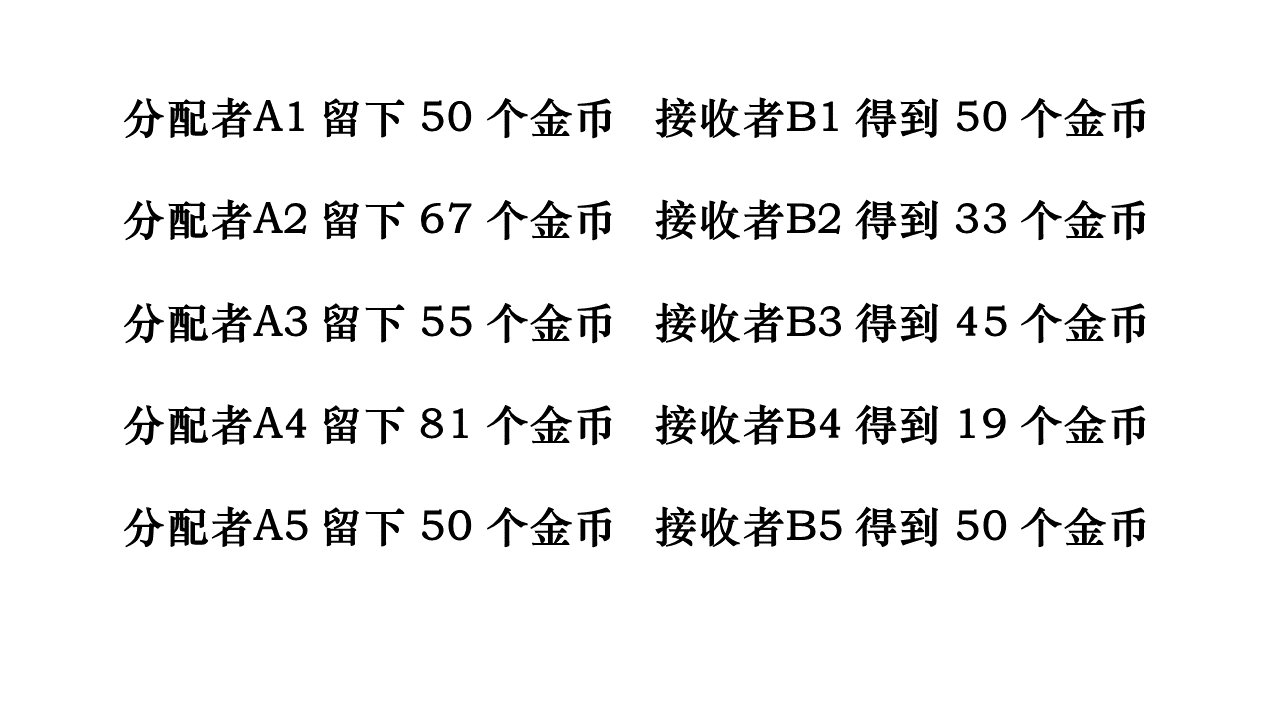 分配者A1 留下 50 个金币 接收者B1 得到 50 个金币
分配者A2 留下 67 个金币 接收者B2 得到 33 个金币
分配者A3 留下 55 个金币 接收者B3 得到 45 个金币
分配者A4 留下 81 个金币 接收者B4 得到 19 个金币
分配者A5 留下 50 个金币 接收者B5 得到 50 个金币